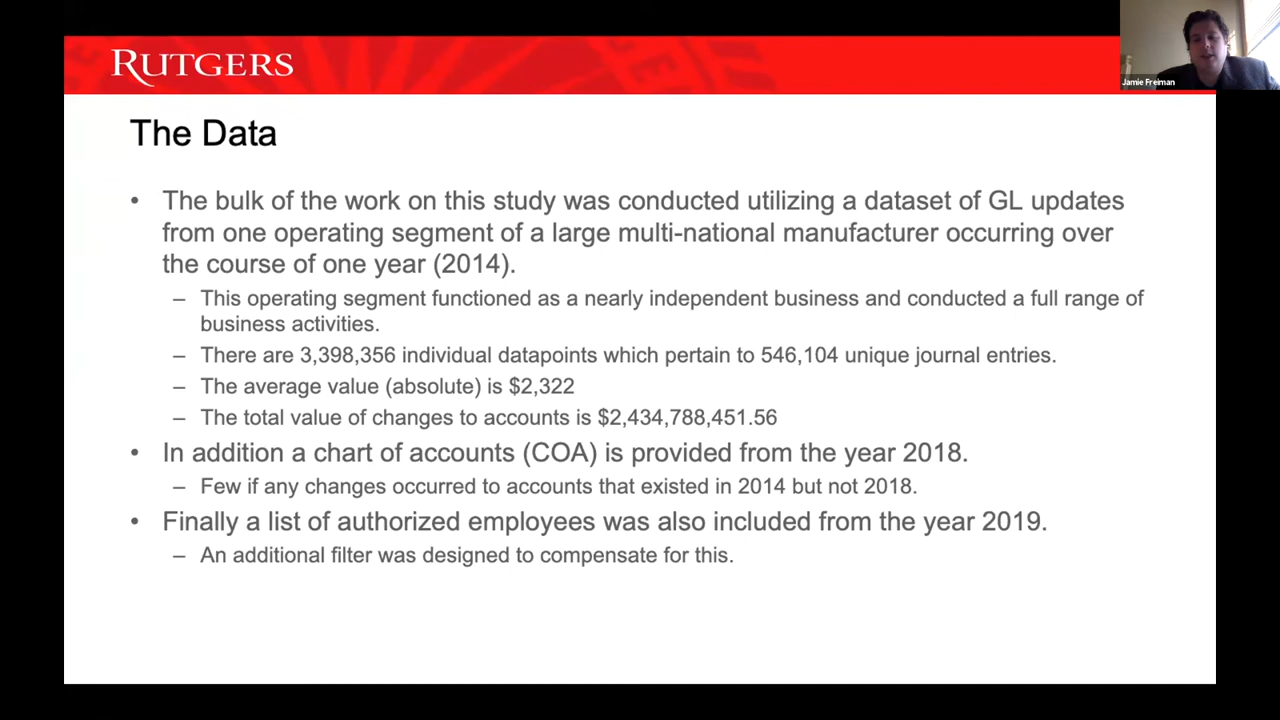 RUTGERS
Jamie Freiman
The Data
• The bulk of the work on this study was conducted utilizing a dataset of GL updates
from one operating segment of a large multi-national manufacturer occurring over
the course of one year (2014).
– This operating segment functioned as a nearly independent business and conducted a full range of
business activities.
– There are 3,398,356 individual datapoints which pertain to 546,104 unique journal entries.
– The average value (absolute) is $2,322
– The total value of changes to accounts is $2,434,788,451.56
• In addition a chart of accounts (COA) is provided from the year 2018.
– Few if any changes occurred to accounts that existed in 2014 but not 2018.
• Finally a list of authorized employees was also included from the year 2019.
– An additional filter was designed to compensate for this.